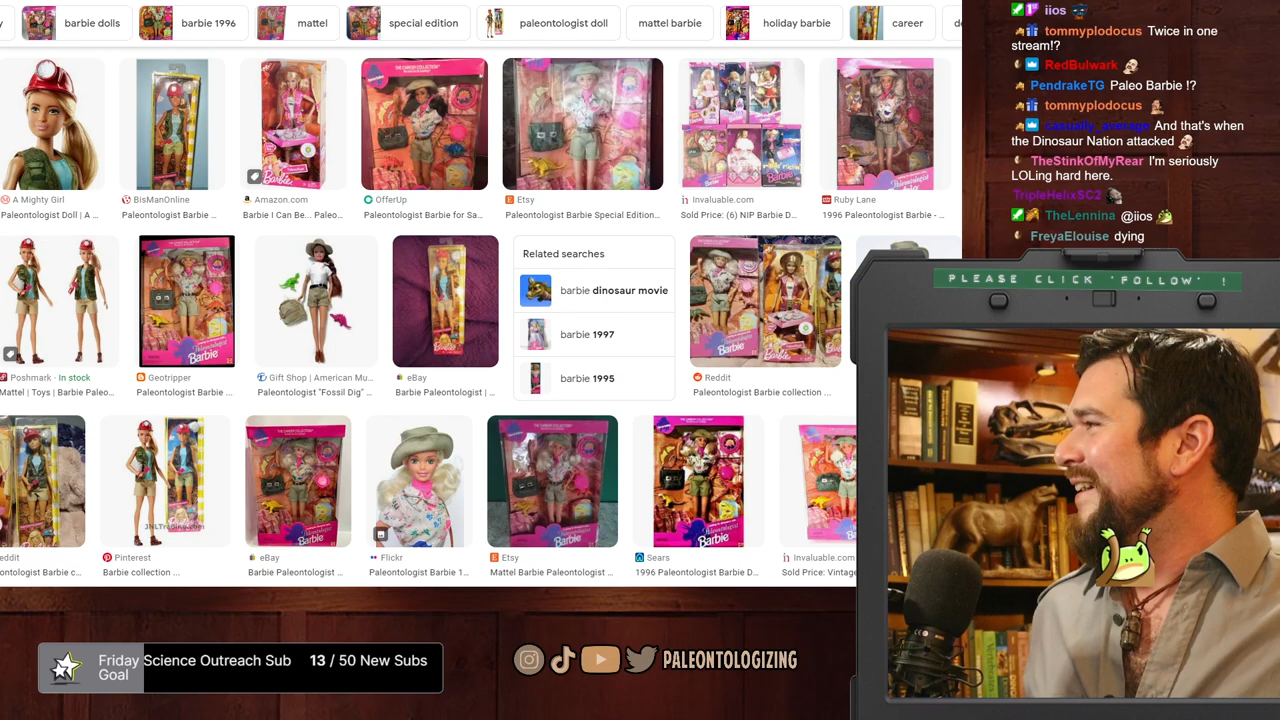 barbie dolls
barbie 1996
mattel
special edition
paleontologist doll
mattel barbie
holiday barbie
career
A Mighty Girl
Paleontologist Doll | A ...
BisManOnline
Paleontologist Barbie ...
Amazon.com
Barbie I Can Be... Paleo...
OfferUp
Paleontologist Barbie for Sa...
Etsy
Paleontologist Barbie Special Edition...
Invaluable.com
Sold Price: (6) NIP Barbie D...
Ruby Lane
1996 Paleontologist Barbie - ...
Poshmark · In stock
Mattel | Toys | Barbie Paleo...
Geotripper
Paleontologist Barbie ...
Gift Shop | American Mu...
Paleontologist "Fossil Dig" ...
eBay
Barbie Paleontologist | ...
Related searches
barbie dinosaur movie
barbie 1997
barbie 1995
Reddit
Paleontologist Barbie collection ...
eddit
ontologist Barbie c...
Pinterest
Barbie collection ...
eBay
Barbie Paleontologist ...
Flickr
Paleontologist Barbie 1...
Etsy
Mattel Barbie Paleontologist ...
Sears
1996 Paleontologist Barbie D...
Invaluable.com
Sold Price: Vintage
iios
tommyplodocus Twice in one
stream!?
RedBulwark
PendrakeTG Paleo Barbie !?
tommyplodocus
casually_average And that's when
the Dinosaur Nation attacked
TheStinkOfMyRear I'm seriously
LOLing hard here.
TripleHelixSC2
TheLennina @iios
FreyaElouise dying
PLEASE CLICK 'FOLLOW' !
Friday Science Outreach Sub
Goal
13 / 50 New Subs
PALEONTOLOGIZING